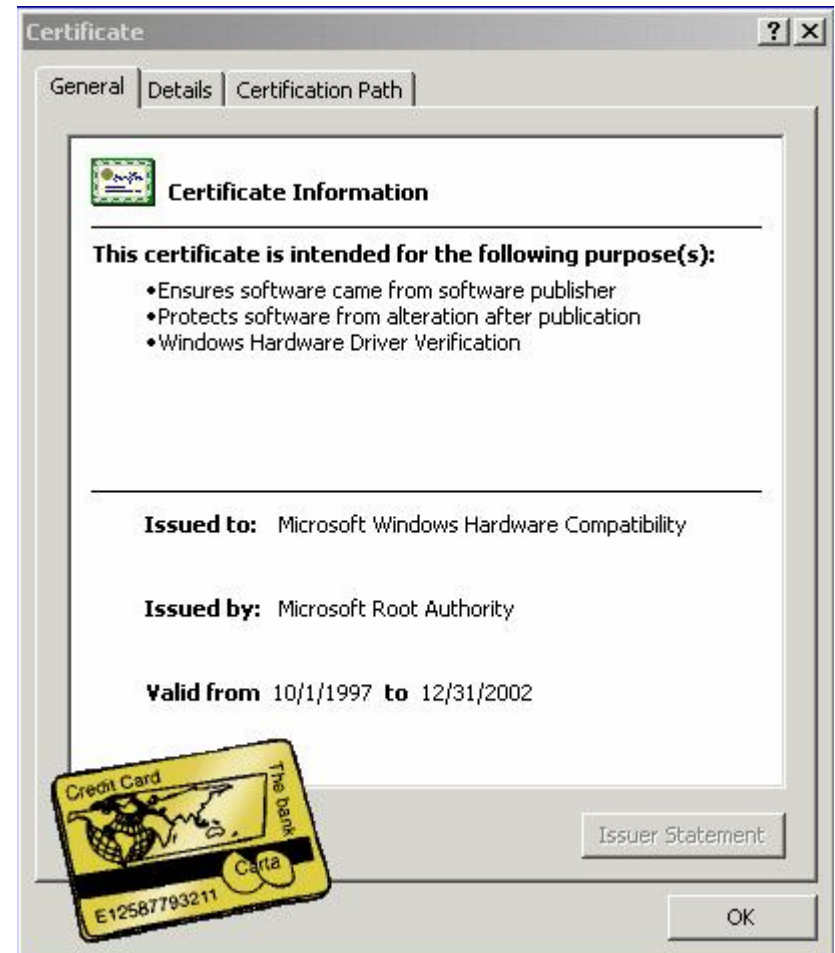 Certificate
General Details Certification Path
Certificate Information
This certificate is intended for the following purpose(s):
•Ensures software came from software publisher
•Protects software from alteration after publication
•Windows Hardware Driver Verification
Issued to: Microsoft Windows Hardware Compatibility
Issued by: Microsoft Root Authority
Valid from 10/1/1997 to 12/31/2002
Credit Card
The bank
Carta
E12587793211
Issuer Statement
OK